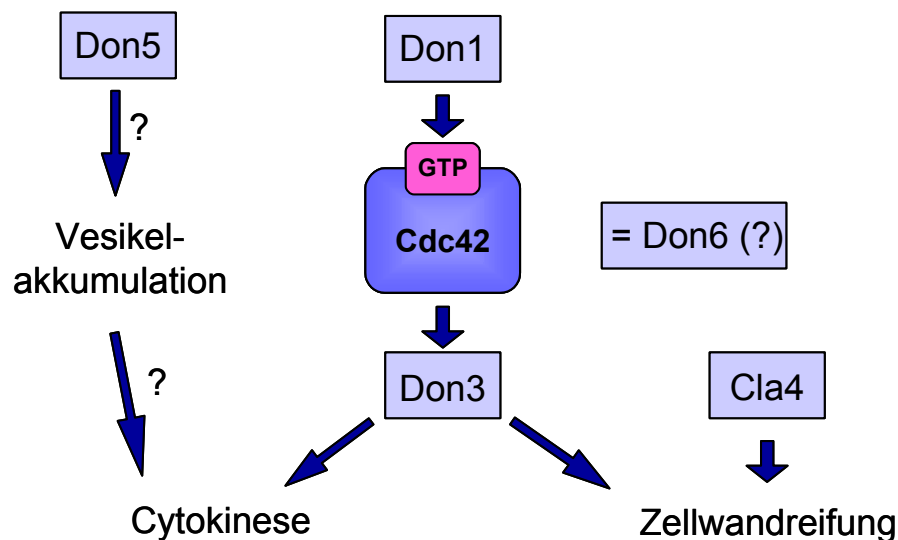 Don5
Don1
?
GTP
Vesikel-
akkumulation
Cdc42
= Don6 (?)
?
Don3
Cla4
Cytokinese
Zellwandreifung